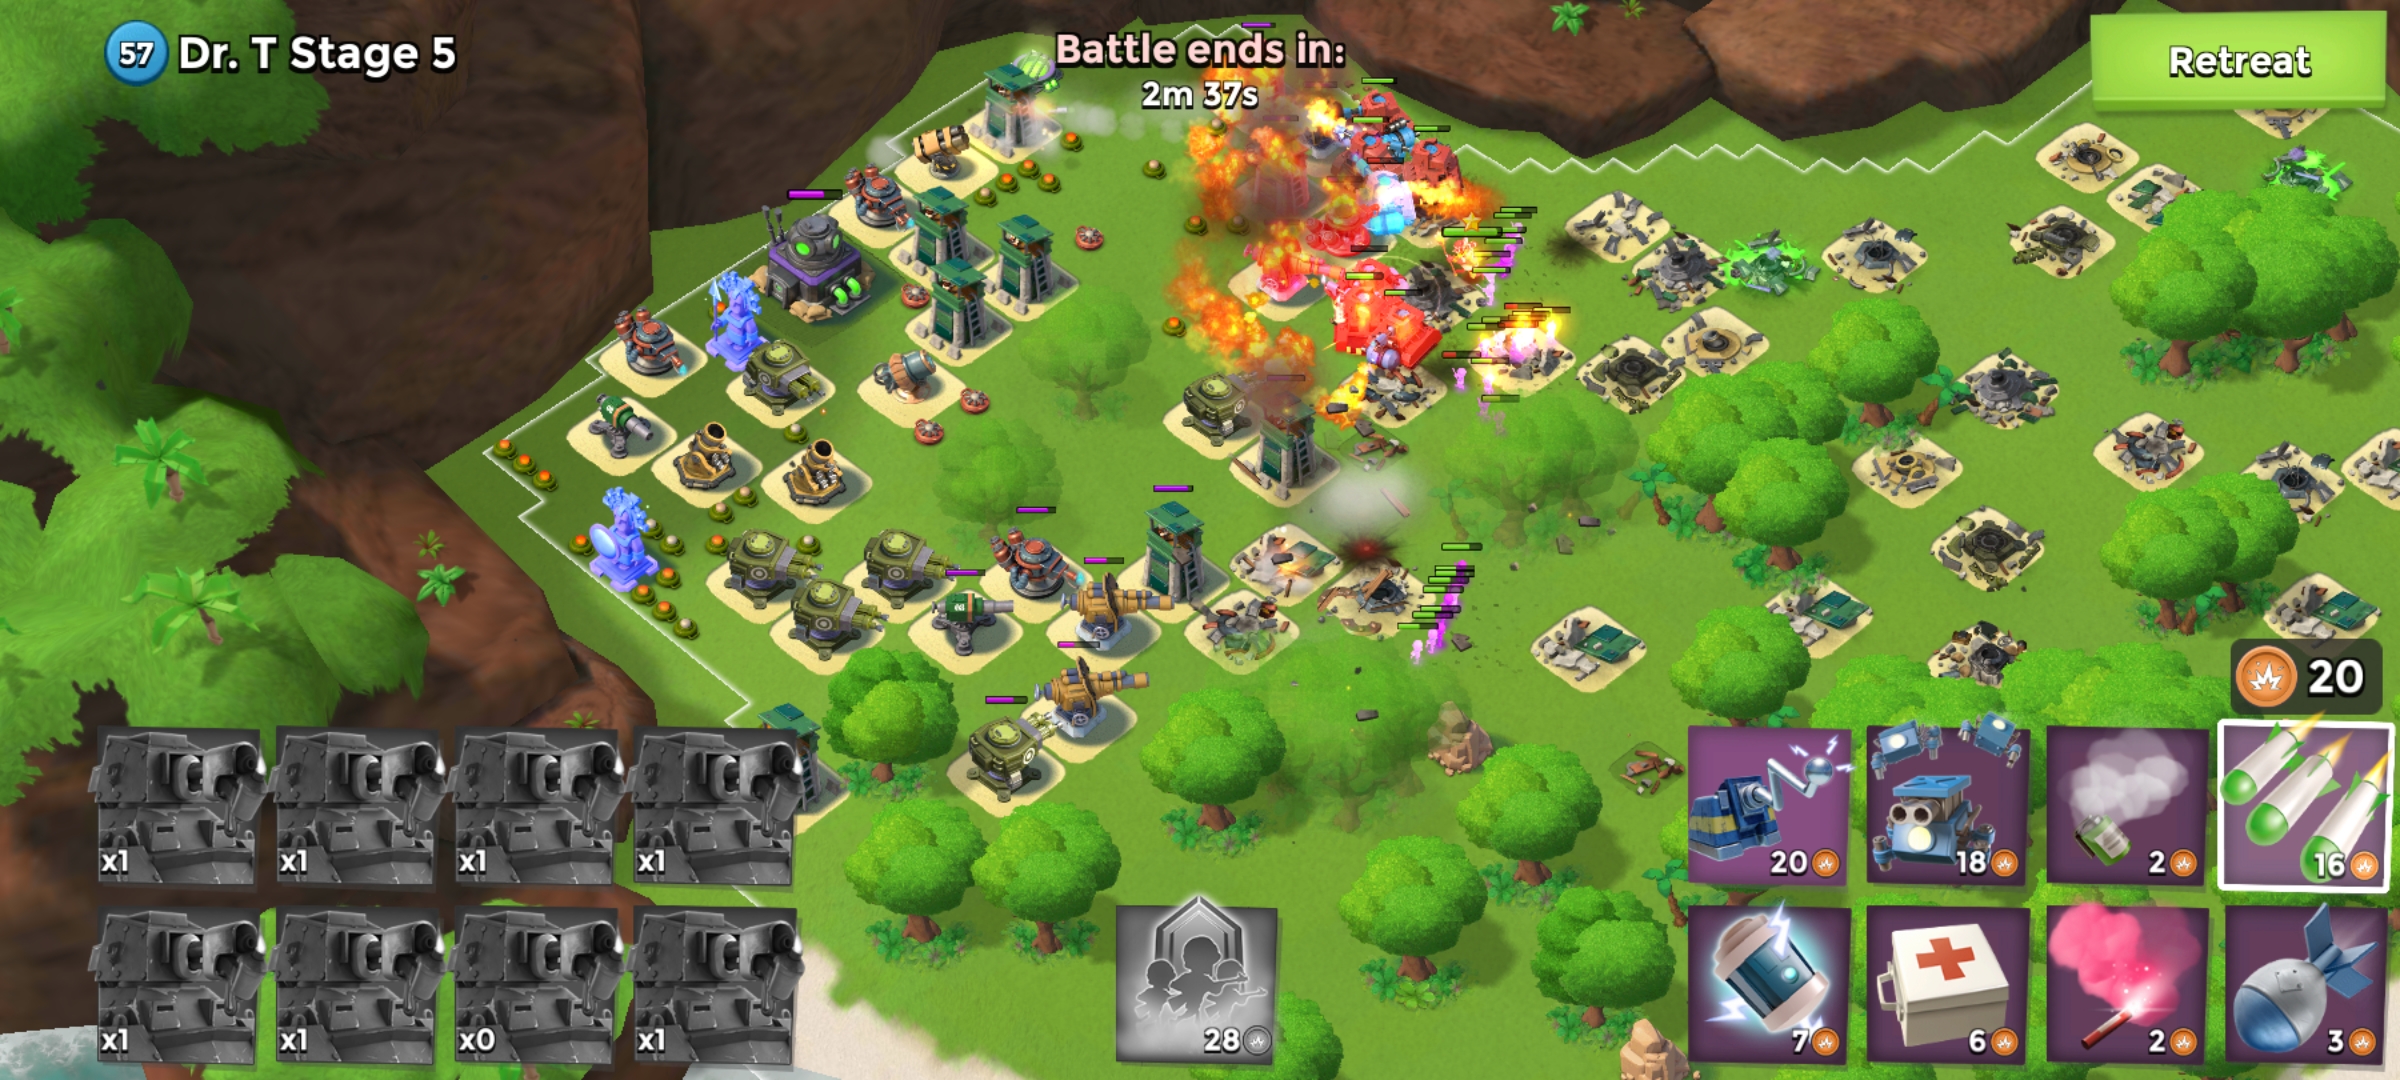 57 Dr. T Stage 5
Battle ends in:
2m 37s
Retreat
20
x1 x1 x1 x1
20 18 2 16
x1 x1 x0 x1
28
7 6 2 3